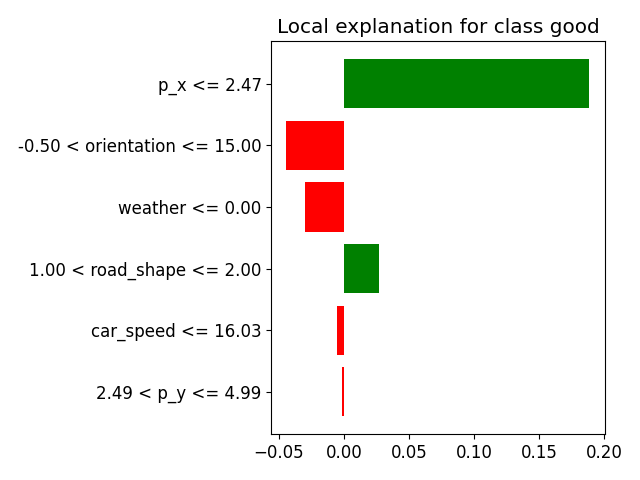 Local explanation for class good
p_x <= 2.47
-0.50 < orientation <= 15.00
weather <= 0.00
1.00 < road_shape <= 2.00
car_speed <= 16.03
2.49 < p_y <= 4.99
−0.05 0.00 0.05 0.10 0.15 0.20